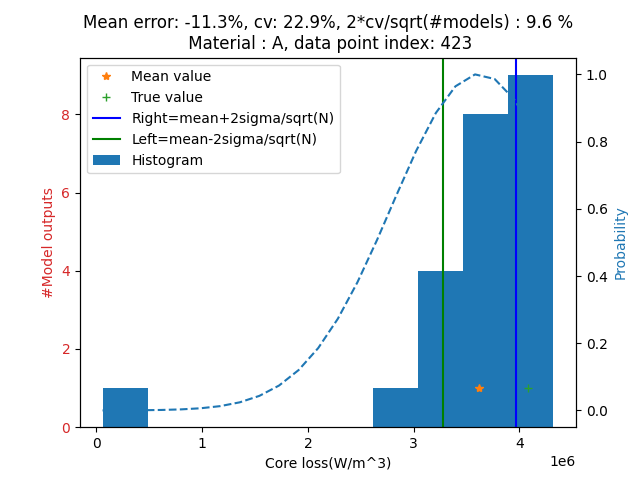 Mean error: -11.3%, cv: 22.9%, 2*cv/sqrt(#models) : 9.6 %
Material : A, data point index: 423
Mean value
True value
Right=mean+2sigma/sqrt(N)
Left=mean-2sigma/sqrt(N)
Histogram
#Model outputs
0
2
4
6
8
0
1
2
3
4
1e6
Core loss(W/m^3)
0.0
0.2
0.4
0.6
0.8
1.0
Probability